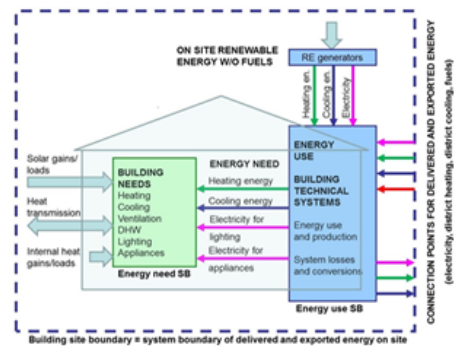 ON SITE RENEWABLE
ENERGY W/O FUELS
RE generators
Heating en.
Cooling en.
Electricity
Solar gains/
loads
Heat
transmission
Internal heat
gains/loads
BUILDING
NEEDS
Heating
Cooling
Ventilation
DHW
Lighting
Appliances
Energy need SB
ENERGY NEED
Heating energy
Cooling energy
Electricity for
lighting
Electricity for
appliances
ENERGY
USE
BUILDING
TECHNICAL
SYSTEMS
Energy use
and production
System losses
and conversions
Energy use SB
CONNECTION POINTS FOR DELIVERED AND EXPORTED ENERGY
(electricity, district heating, district cooling, fuels)
Building site boundary = system boundary of delivered and exported energy on site